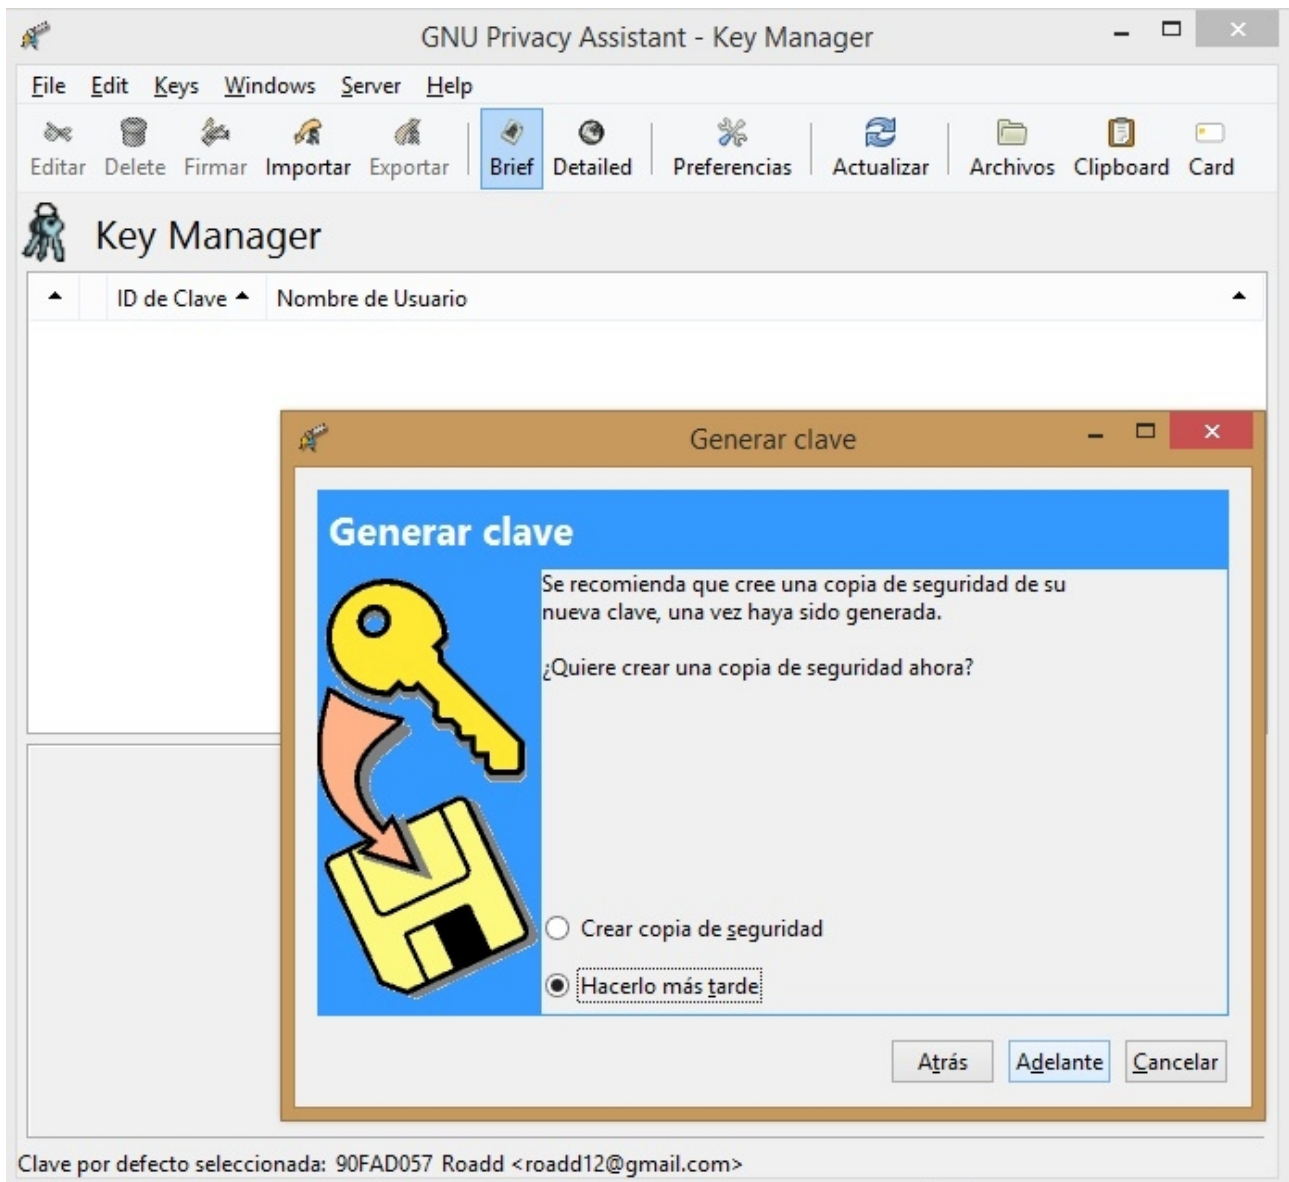 GNU Privacy Assistant - Key Manager
File Edit Keys Windows Server Help
Editar Delete Firmar Importar Exportar Brief Detailed Preferencias Actualizar Archivos Clipboard Card
Key Manager
ID de Clave Nombre de Usuario
Generar clave
Generar clave
Se recomienda que cree una copia de seguridad de su
nueva clave, una vez haya sido generada.
¿Quiere crear una copia de seguridad ahora?
Crear copia de seguridad
Hacerlo más tarde
Atrás Adelante Cancelar
Clave por defecto seleccionada: 90FAD057 Roadd <roadd12@gmail.com>